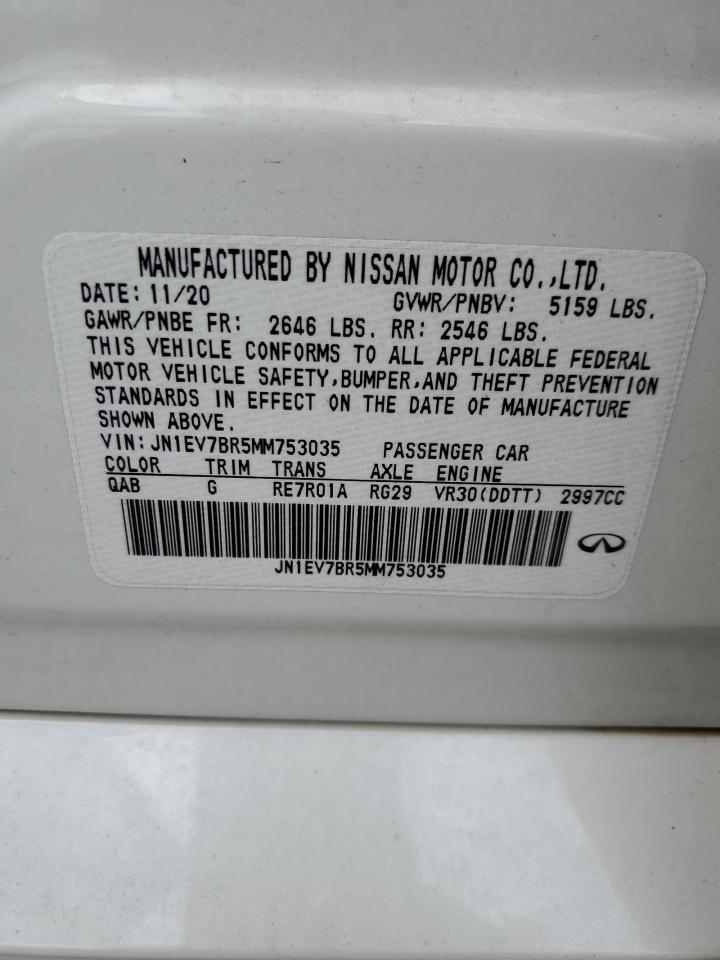 MANUFACTURED BY NISSAN MOTOR CO.,LTD.
DATE: 11/20 GVWR/PNBV: 5159 LBS.
GAWR/PNBE FR: 2646 LBS. RR: 2546 LBS.
THIS VEHICLE CONFORMS TO ALL APPLICABLE FEDERAL
MOTOR VEHICLE SAFETY,BUMPER,AND THEFT PREVENTION
STANDARDS IN EFFECT ON THE DATE OF MANUFACTURE
SHOWN ABOVE.
VIN:JN1EV7BR5MM753035 PASSENGER CAR
COLOR TRIM TRANS AXLE ENGINE
QAB G RE7R01A RG29 VR30(DDTT) 2997CC
JN1EV7BR5MM753035